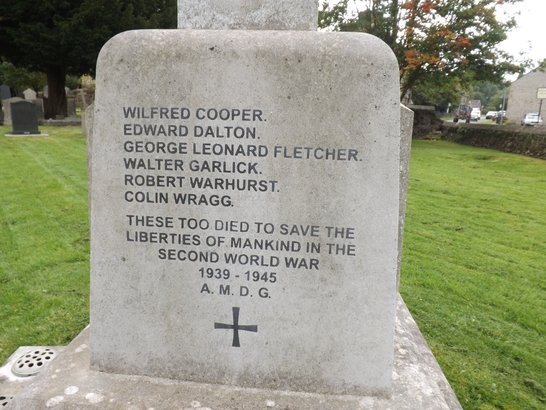 WILFRED COOPER.
EDWARD DALTON.
GEORGE LEONARD FLETCHER.
WALTER GARLICK.
ROBERT WARHURST.
COLIN WRAGG.
THESE TOO DIED TO SAVE THE
LIBERTIES OF MANKIND IN THE
SECOND WORLD WAR
1939 - 1945
A. M. D. G.